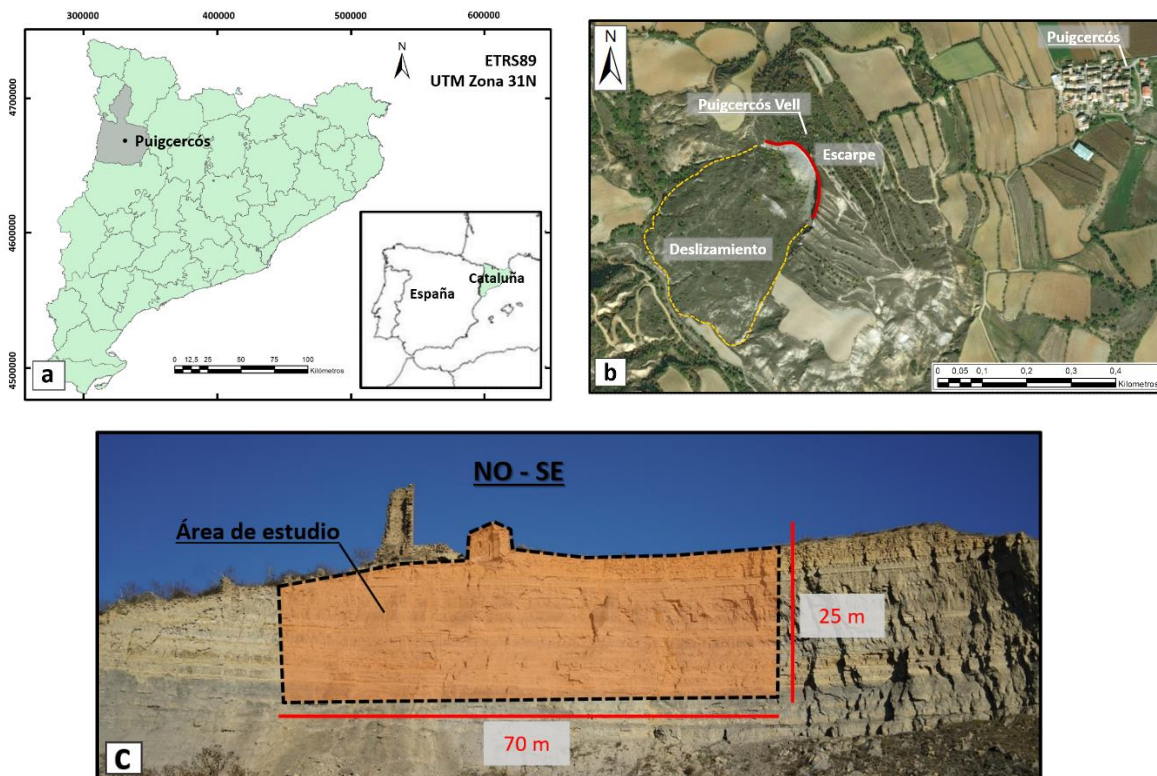 300000 400000 500000 600000
N
ETRS89
UTM Zona 31N
4700000
4600000
4500000
Puigcercós
España
Cataluña
0 12,5 25 50 75 100
Kilómetros
a
N
Puigcercós
Puigcercós Vell
Escarpe
Deslizamiento
0 0,05 0,1 0,2 0,3 0,4
Kilómetros
b
NO - SE
Área de estudio
25 m
70 m
c